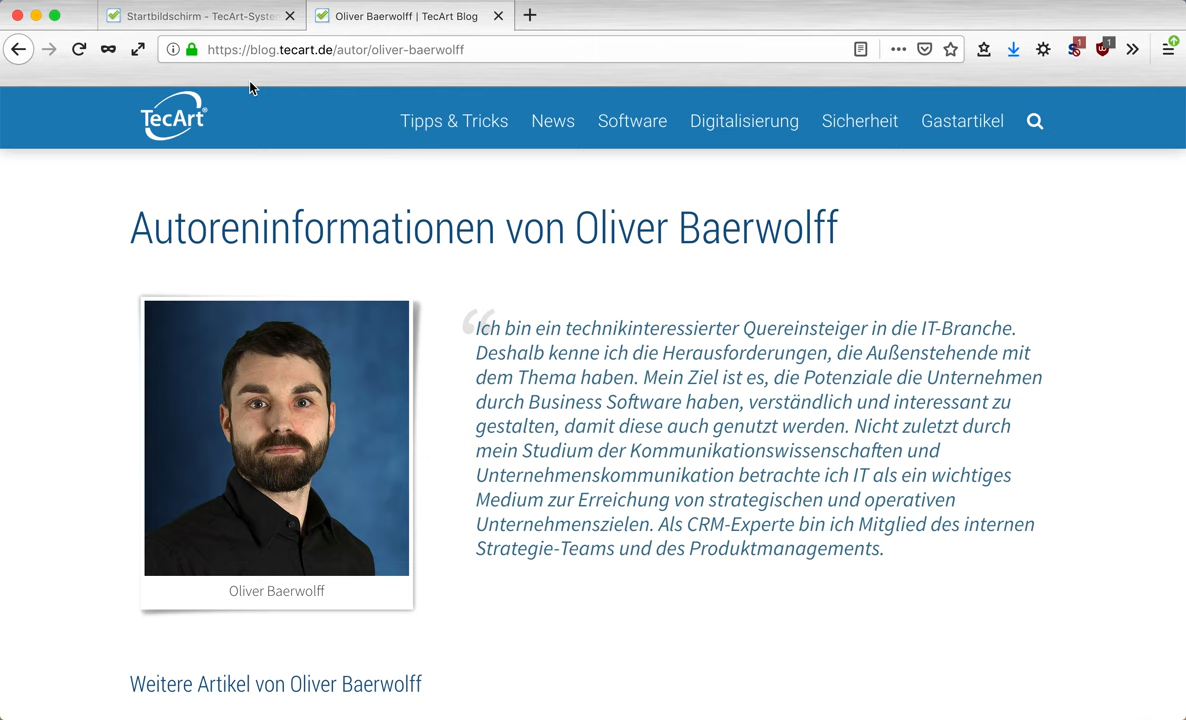 Startbildschirm - TecArt-Syste
Oliver Baerwolff | TecArt Blog
https://blog.tecart.de/autor/oliver-baerwolff
1
1
TecArt®
Tipps & Tricks
News
Software
Digitalisierung
Sicherheit
Gastartikel
Autoreninformationen von Oliver Baerwolff
“Ich bin ein technikinteressierter Quereinsteiger in die IT-Branche.
Deshalb kenne ich die Herausforderungen, die Außenstehende mit
dem Thema haben. Mein Ziel ist es, die Potenziale die Unternehmen
durch Business Software haben, verständlich und interessant zu
gestalten, damit diese auch genutzt werden. Nicht zuletzt durch
mein Studium der Kommunikationswissenschaften und
Unternehmenskommunikation betrachte ich IT als ein wichtiges
Medium zur Erreichung von strategischen und operativen
Unternehmenszielen. Als CRM-Experte bin ich Mitglied des internen
Strategie-Teams und des Produktmanagements.
Oliver Baerwolff
Weitere Artikel von Oliver Baerwolff